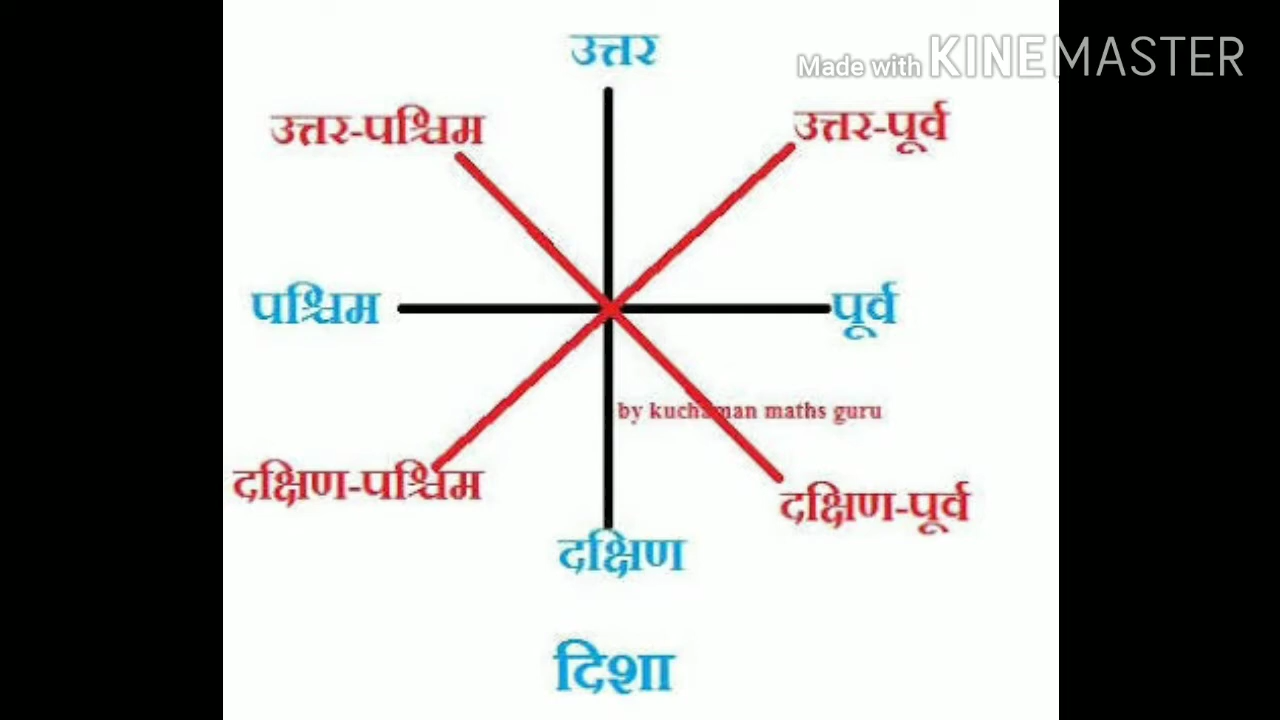 उत्तर
Made with KINEMASTER
उत्तर-पश्चिम
उत्तर-पूर्व
पश्चिम
पूर्व
by kuchaman maths guru
दक्षिण-पश्चिम
दक्षिण-पूर्व
दक्षिण
दिशा